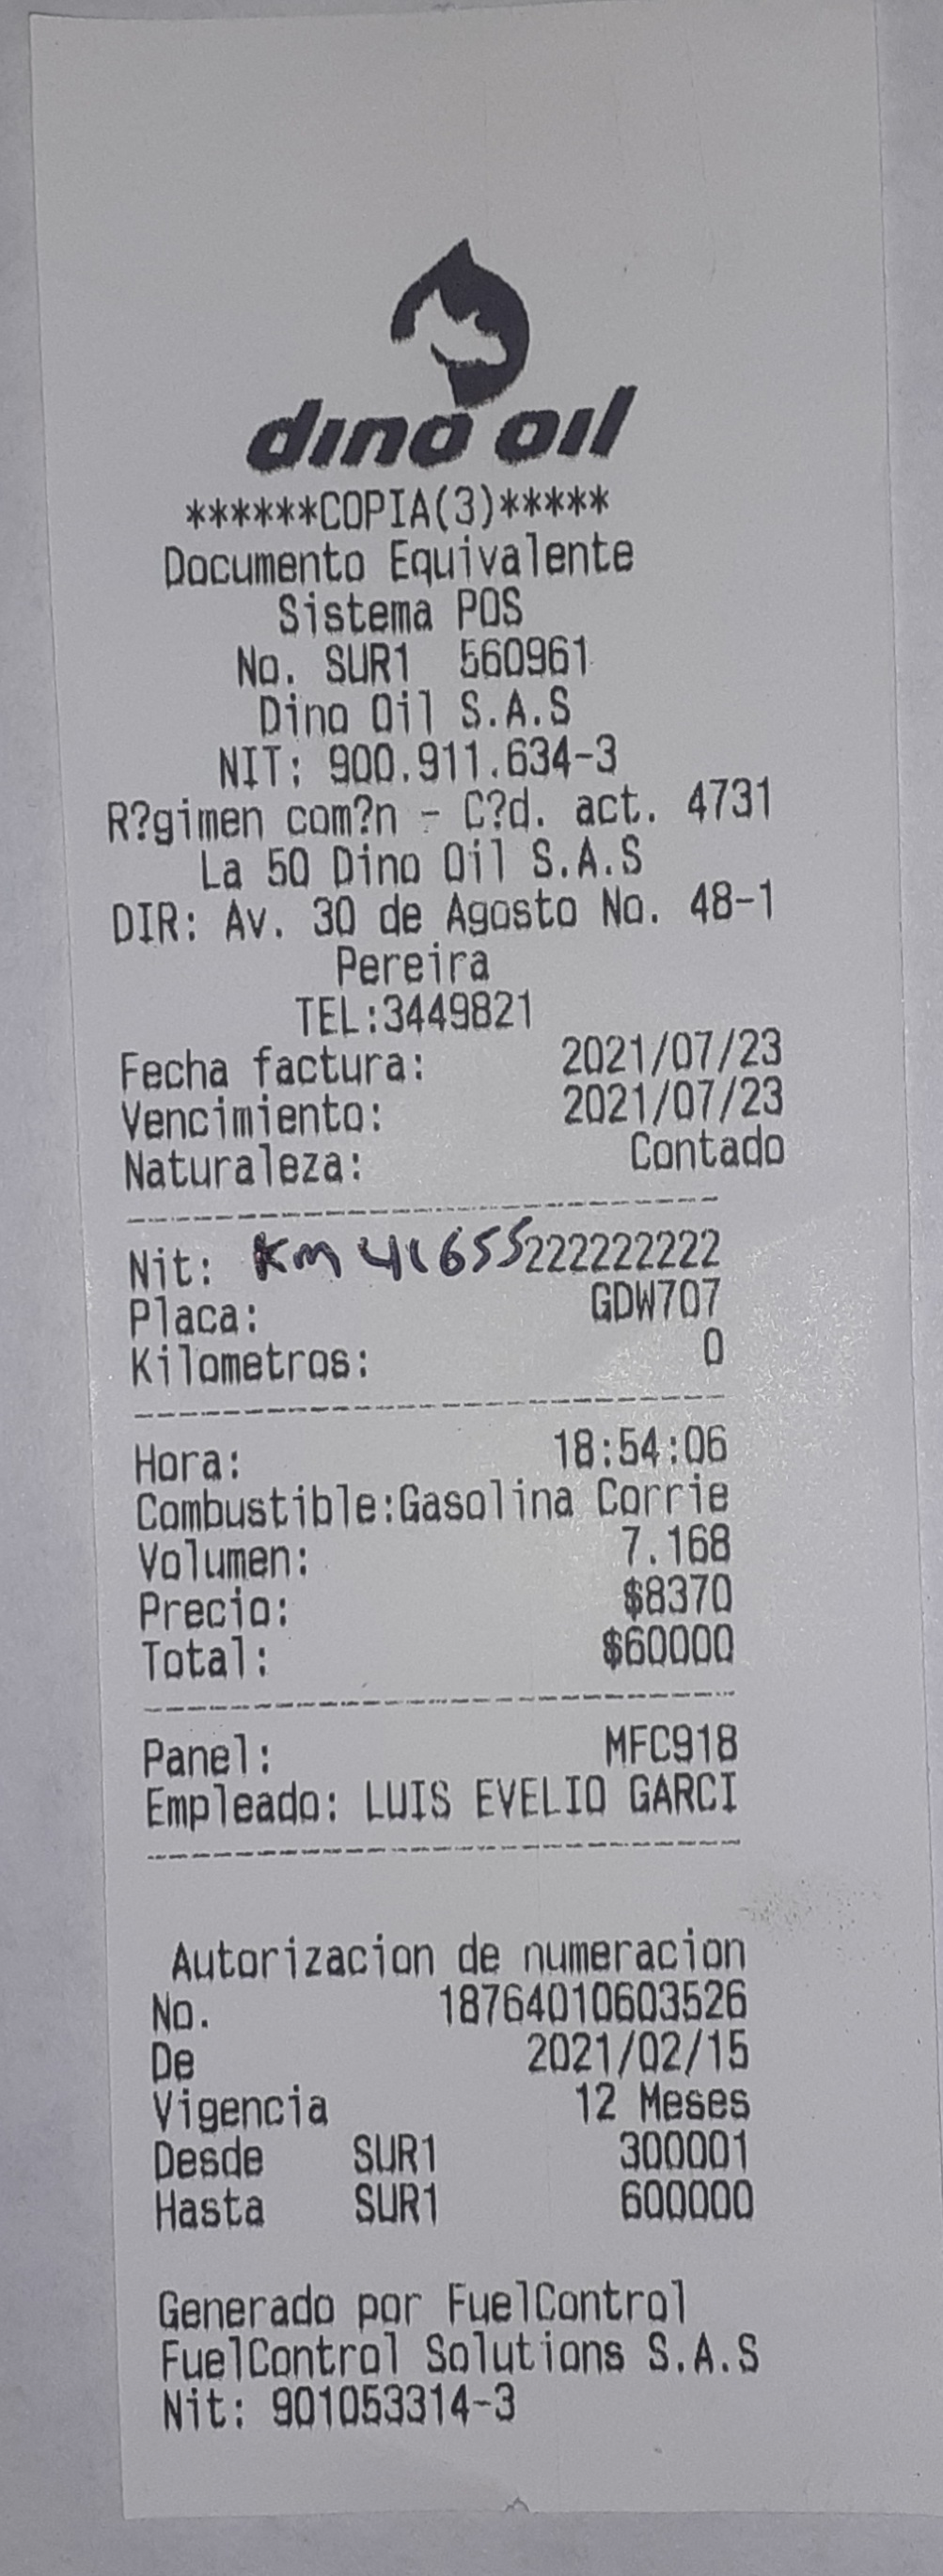 dino oil
******COPIA(3)*****
Documento Equivalente
Sistema POS
No. SUR1 560961
Dino Oil S.A.S
NIT: 900.911.634-3
R?gimen com?n - C?d. act. 4731
La 50 Dino Oil S.A.S
DIR: Av. 30 de Agosto No. 48-1
Pereira
TEL:3449821
Fecha factura: 2021/07/23
Vencimiento: 2021/07/23
Naturaleza: Contado
Nit: Km 41655 222222222
Placa: GDW707
Kilometros: 0
Hora: 18:54:06
Combustible:Gasolina Corrie
Volumen: 7.168
Precio: $8370
Total: $60000
Panel: MFC918
Empleado: LUIS EVELIO GARCI
Autorizacion de numeracion
No. 18764010603526
De 2021/02/15
Vigencia 12 Meses
Desde SUR1 300001
Hasta SUR1 600000
Generado por FuelControl
FuelControl Solutions S.A.S
Nit: 901053314-3